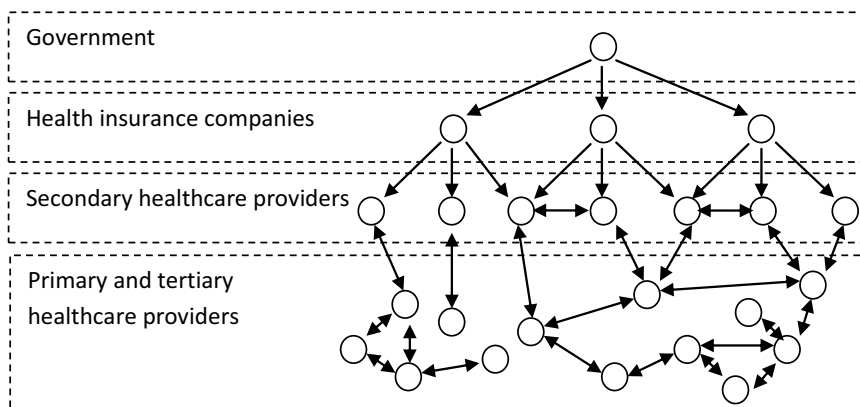 Government
Health insurance companies
Secondary healthcare providers
Primary and tertiary
healthcare providers